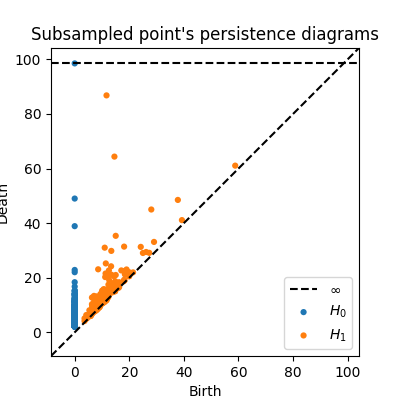 Subsampled point's persistence diagrams
100
80
60
40
20
0
Death
∞
H₀
H₁
0 20 40 60 80 100
Birth